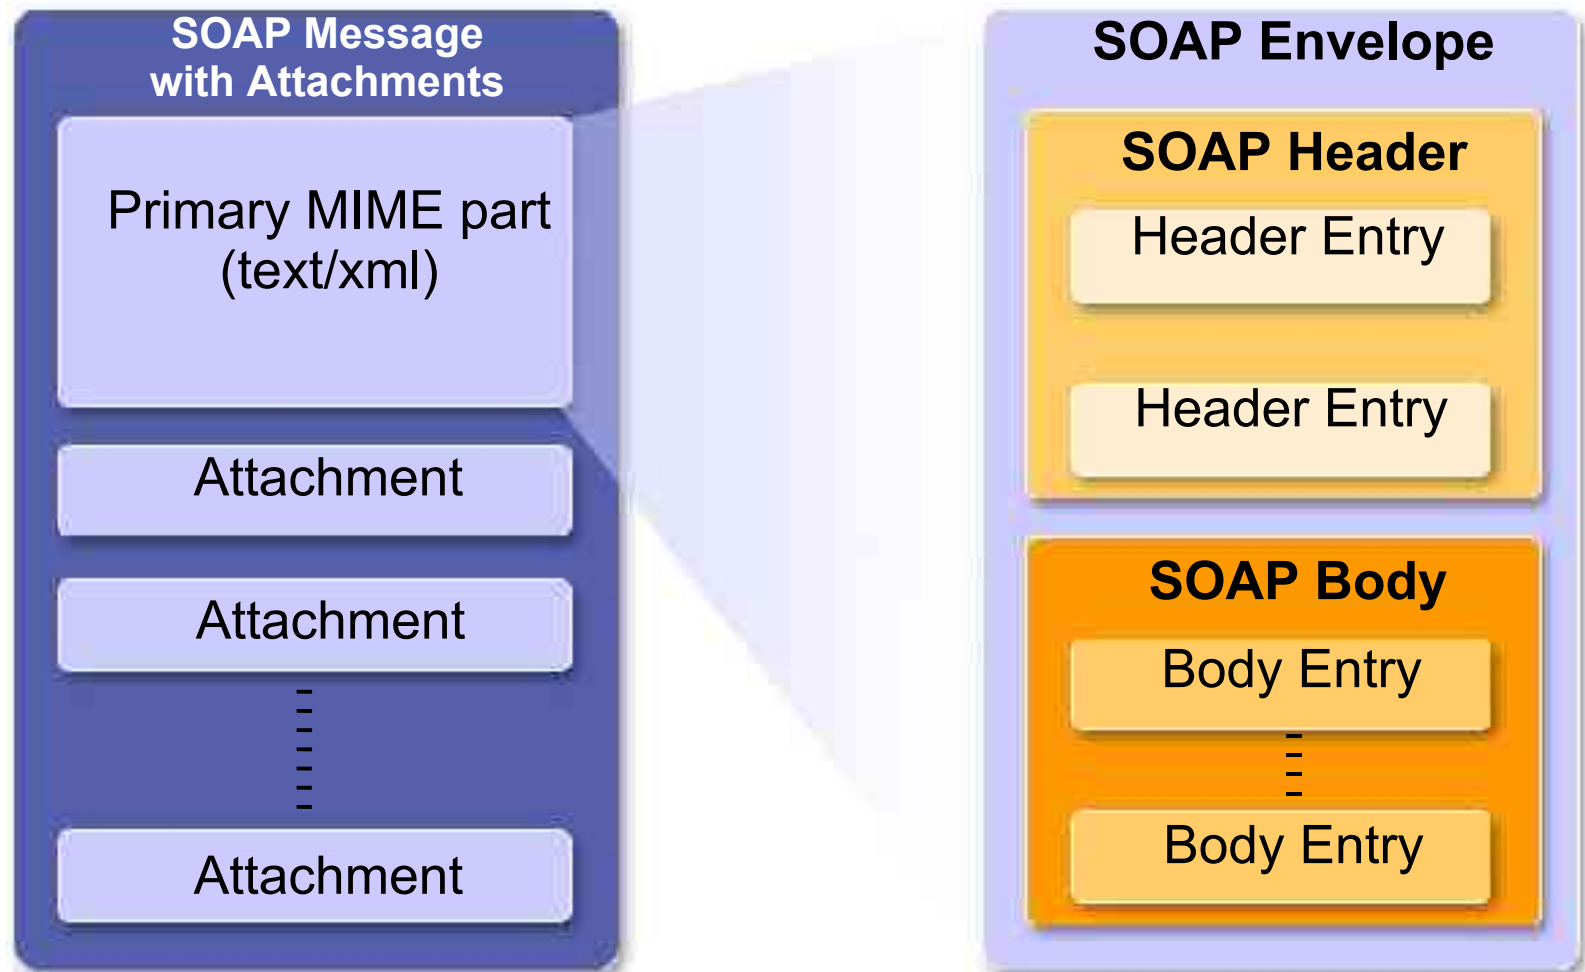 SOAP Message
with Attachments
Primary MIME part
(text/xml)
Attachment
Attachment
Attachment
SOAP Envelope
SOAP Header
Header Entry
Header Entry
SOAP Body
Body Entry
Body Entry